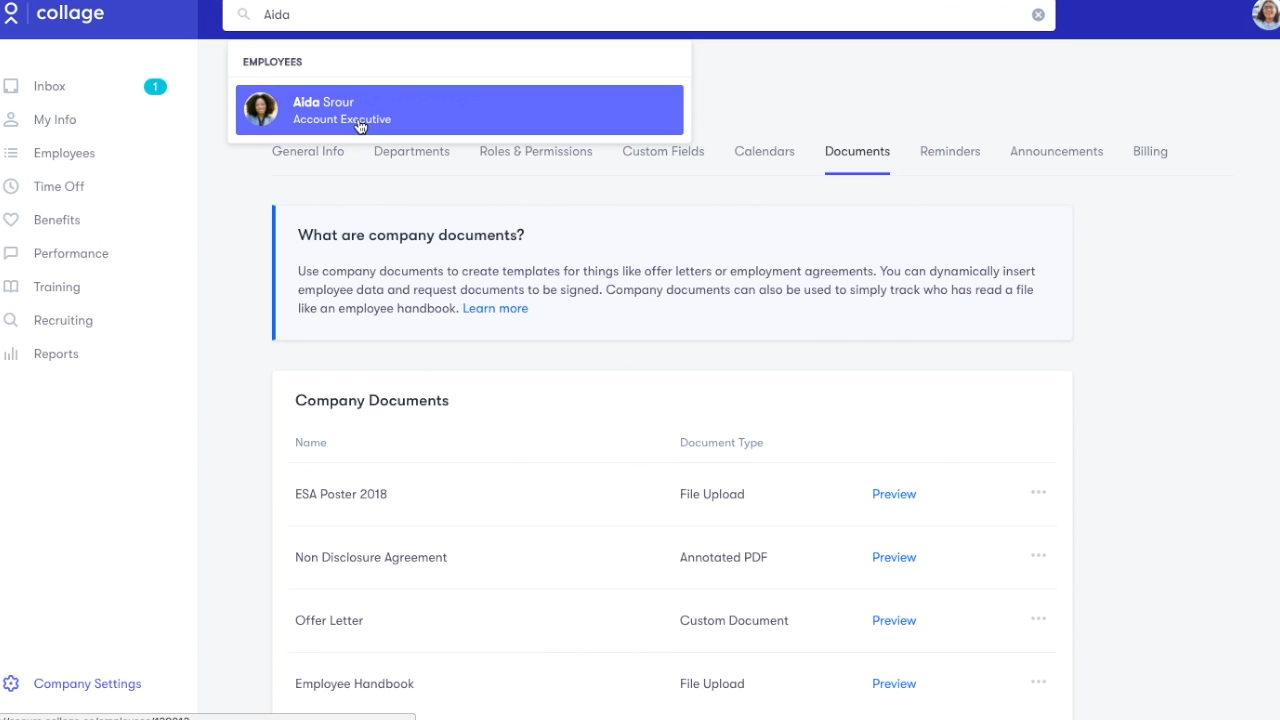 collage
Aida
EMPLOYEES
Aida Srour
Account Executive
Inbox 1
My Info
Employees
Time Off
Benefits
Performance
Training
Recruiting
Reports
Company Settings
General Info Departments Roles & Permissions Custom Fields Calendars Documents Reminders Announcements Billing
What are company documents?
Use company documents to create templates for things like offer letters or employment agreements. You can dynamically insert
employee data and request documents to be signed. Company documents can also be used to simply track who has read a file
like an employee handbook. Learn more
Company Documents
Name Document Type
ESA Poster 2018 File Upload Preview
Non Disclosure Agreement Annotated PDF Preview
Offer Letter Custom Document Preview
Employee Handbook File Upload Preview